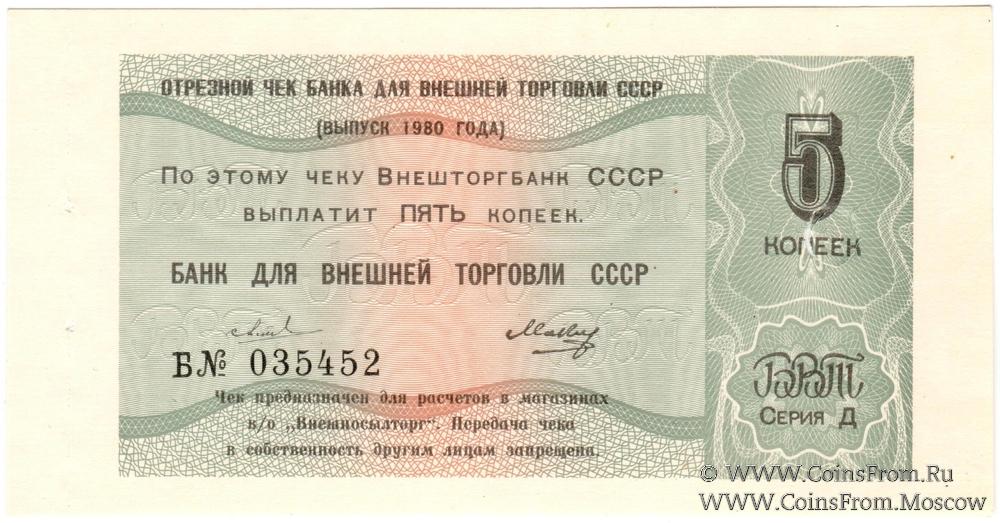 ОТРЕЗНОЙ ЧЕК БАНКА ДЛЯ ВНЕШНЕЙ ТОРГОВЛИ СССР
(ВЫПУСК 1980 ГОДА)
По этому чеку Внешторгбанк СССР
выплатит ПЯТЬ копеек.
БАНК ДЛЯ ВНЕШНЕЙ ТОРГОВЛИ СССР
Б№ 035452
Чек предназначен для расчетов в магазинах
в/о „Внешпосылторг". Передача чека
в собственность другим лицам запрещена.
5
КОПЕЕК
БВТ
Серия Д
© WWW.CoinsFrom.Ru
WWW.CoinsFrom.Moscow